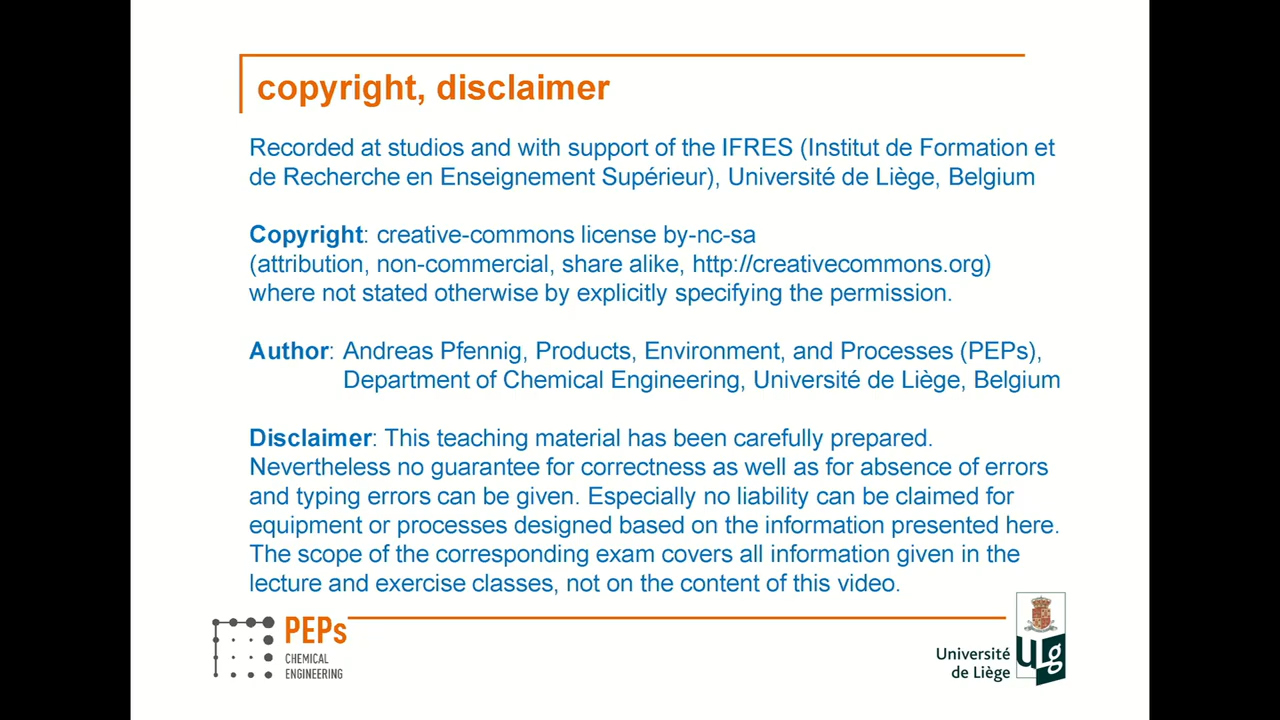 copyright, disclaimer
Recorded at studios and with support of the IFRES (Institut de Formation et
de Recherche en Enseignement Supérieur), Université de Liège, Belgium
Copyright: creative-commons license by-nc-sa
(attribution, non-commercial, share alike, http://creativecommons.org)
where not stated otherwise by explicitly specifying the permission.
Author: Andreas Pfennig, Products, Environment, and Processes (PEPs),
Department of Chemical Engineering, Université de Liège, Belgium
Disclaimer: This teaching material has been carefully prepared.
Nevertheless no guarantee for correctness as well as for absence of errors
and typing errors can be given. Especially no liability can be claimed for
equipment or processes designed based on the information presented here.
The scope of the corresponding exam covers all information given in the
lecture and exercise classes, not on the content of this video.
PEPs
CHEMICAL
ENGINEERING
Université
de Liège
ULg